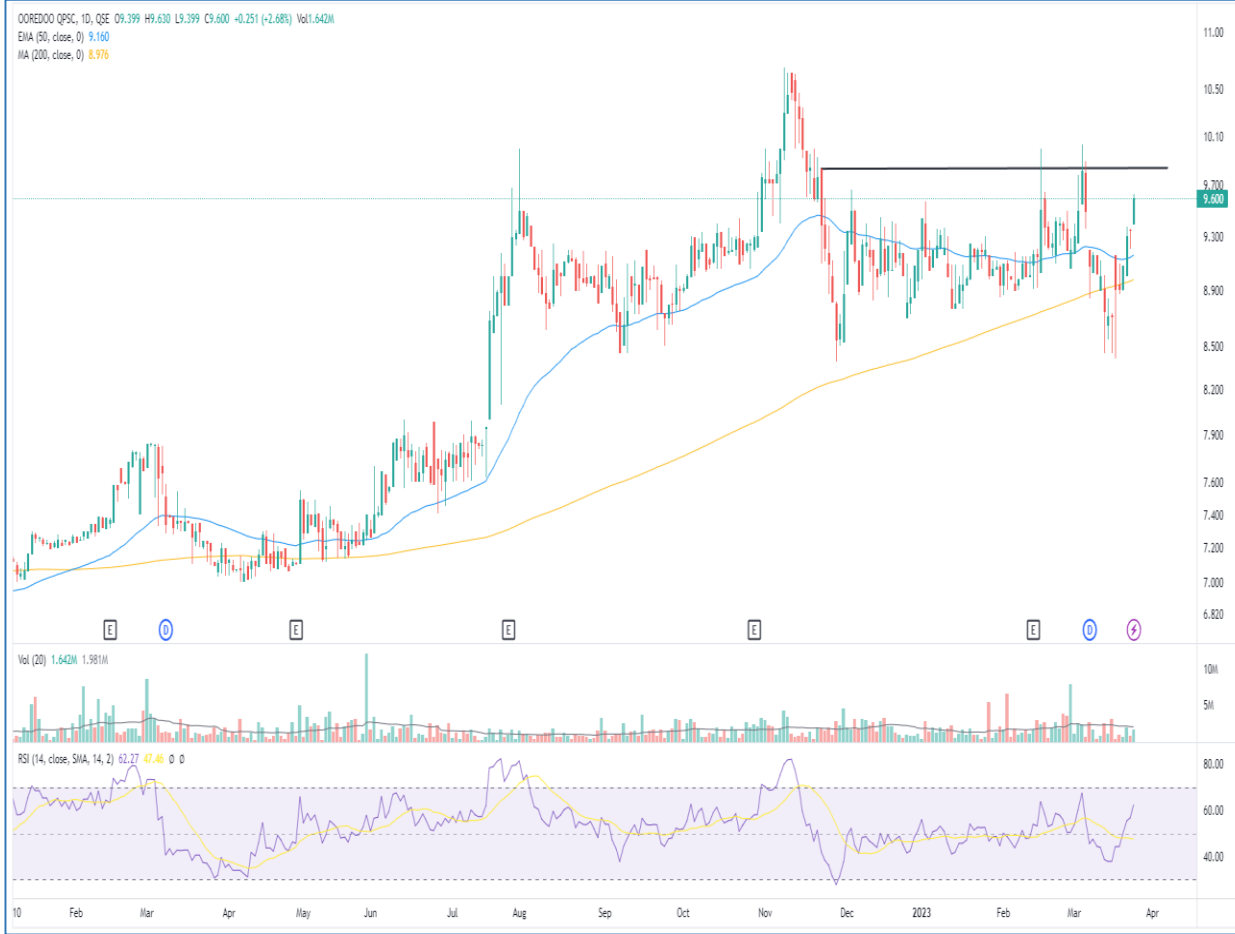 OOREDOO QPSC, 1D, QSE O9.399 H9.630 L9.399 C9.600 +0.251 (+2.68%) Vol1.642M
EMA (50, close, 0) 9.160
MA (200, close, 0) 8.976
11.00
10.50
10.10
9.700
9.600
9.300
8.900
8.500
8.200
7.900
7.600
7.400
7.200
7.000
6.820
E D E E E E D
Vol (20) 1.642M 1.981M
10M
5M
RSI (14, close, SMA, 14, 2) 62.27 47.46 Ø Ø
80.00
60.00
40.00
10 Feb Mar Apr May Jun Jul Aug Sep Oct Nov Dec 2023 Feb Mar Apr